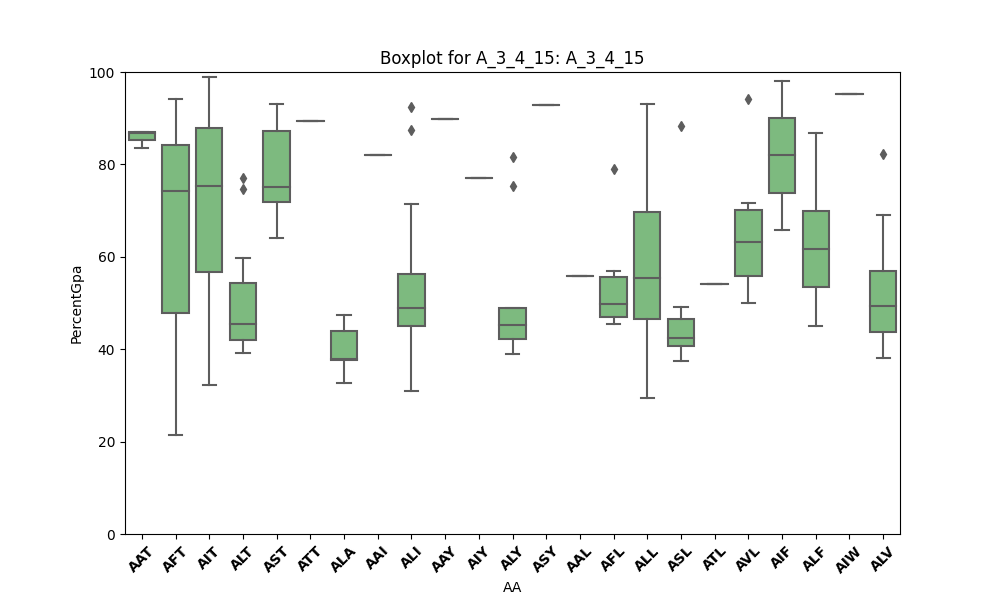 Boxplot for A_3_4_15: A_3_4_15
100
80
60
40
20
0
PercentGpa
AAT AFT AIT ALT AST ATT ALA AAI ALI AAY AIY ALY ASY AAL AFL ALL ASL ATL AVL AIF ALF AIW ALV
AA